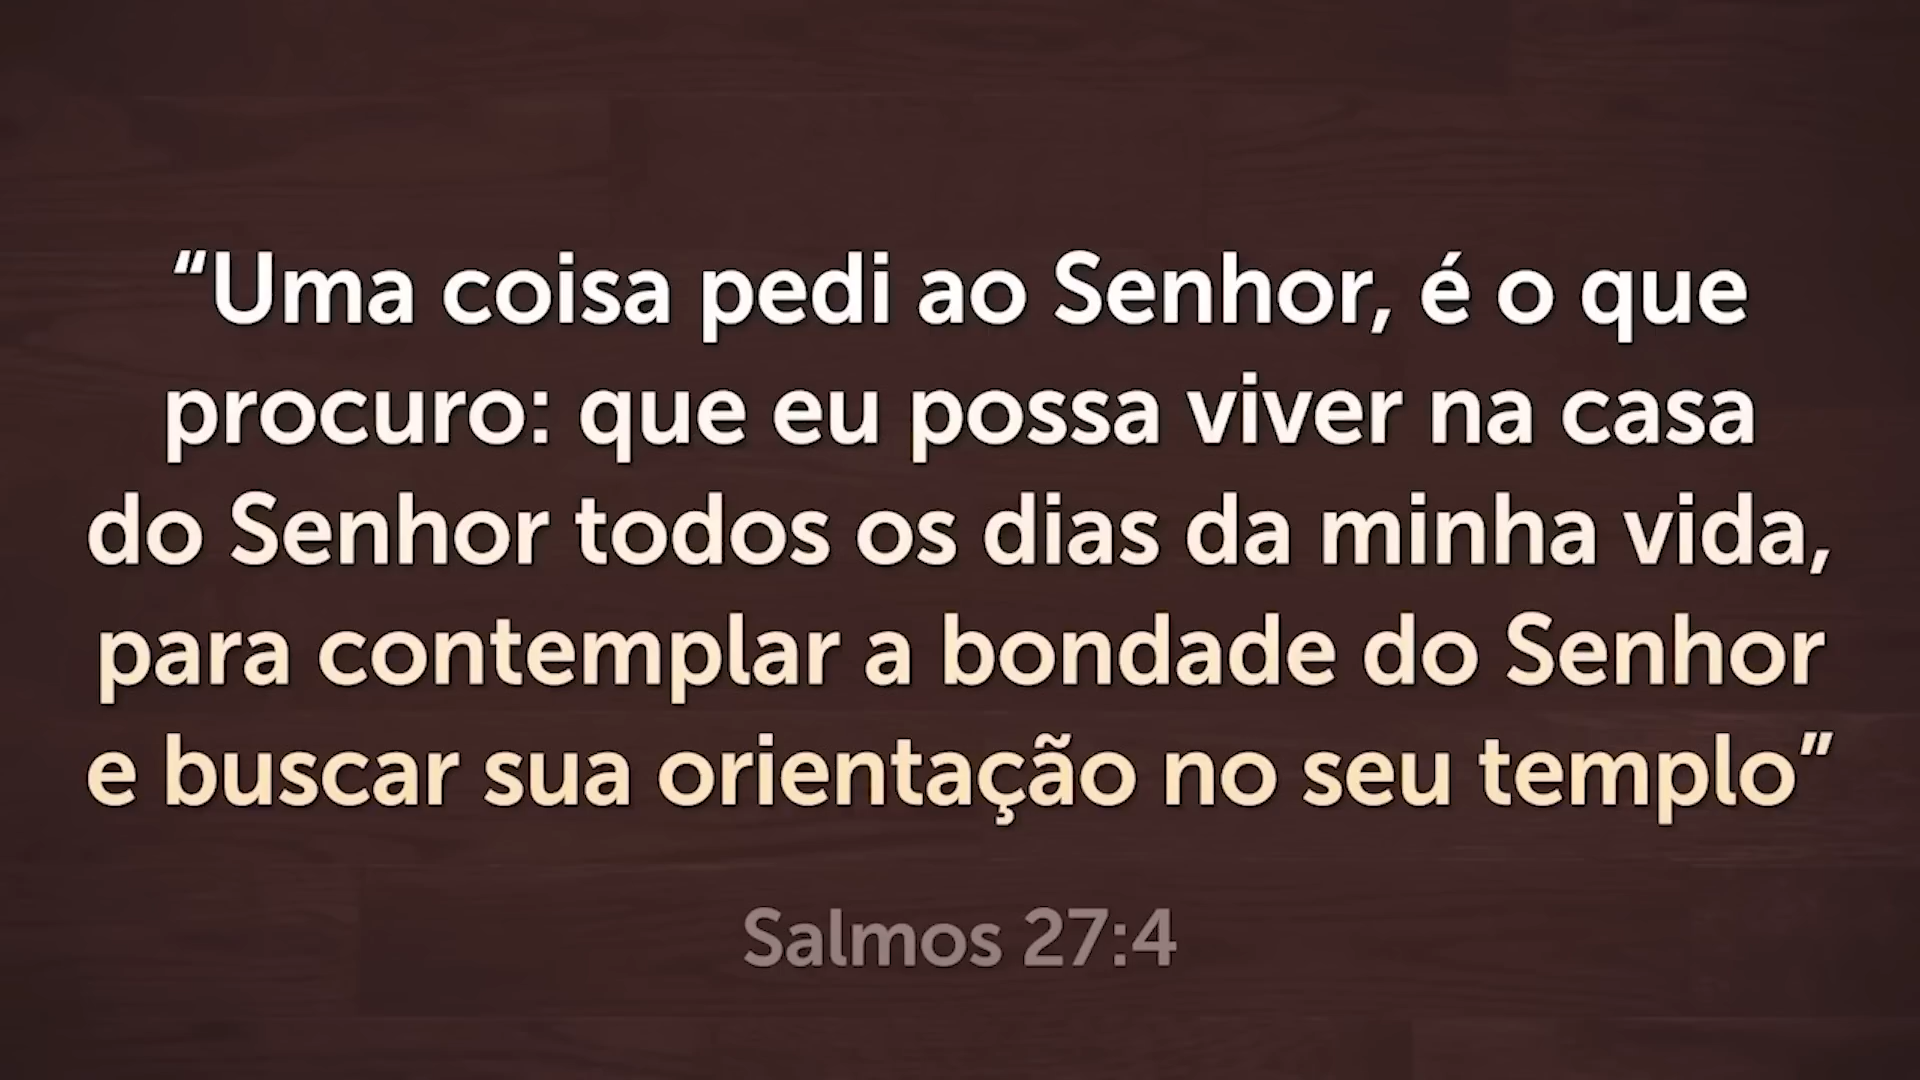 “Uma coisa pedi ao Senhor, é o que
procuro: que eu possa viver na casa
do Senhor todos os dias da minha vida,
para contemplar a bondade do Senhor
e buscar sua orientação no seu templo”
Salmos 27:4